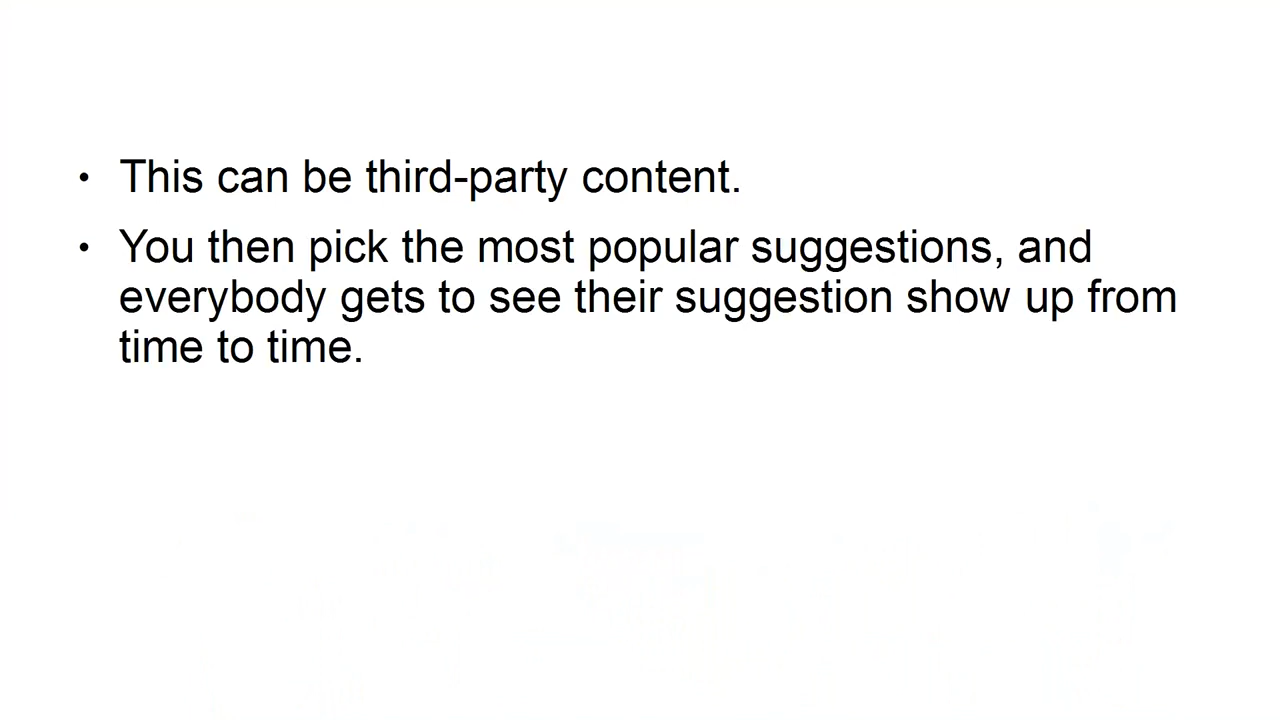 • This can be third-party content.
• You then pick the most popular suggestions, and
everybody gets to see their suggestion show up from
time to time.